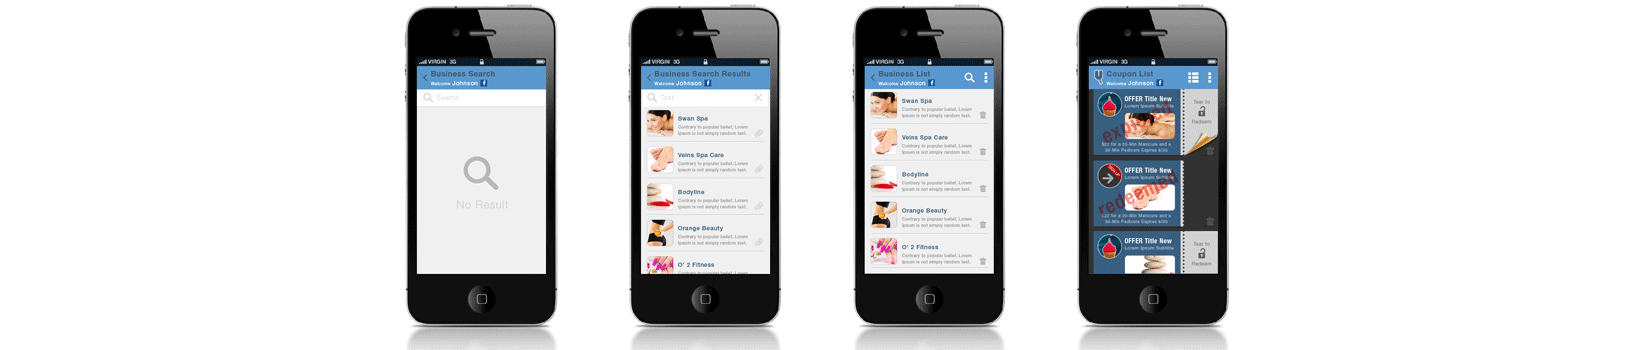 VIRGIN 3G
Business Search
Welcome Johnson f
Search
No Result
VIRGIN 3G
Business Search Results
Welcome Johnson f
Test
Swan Spa
Contrary to popular belief, Lorem
Ipsum is not simply random text.
Veins Spa Care
Contrary to popular belief, Lorem
Ipsum is not simply random text.
Bodyline
Contrary to popular belief, Lorem
Ipsum is not simply random text.
Orange Beauty
Contrary to popular belief, Lorem
Ipsum is not simply random text.
O' 2 Fitness
Contrary to popular belief, Lorem
VIRGIN 3G
Business List
Welcome Johnson f
Swan Spa
Contrary to popular belief, Lorem
Ipsum is not simply random text.
Veins Spa Care
Contrary to popular belief, Lorem
Ipsum is not simply random text.
Bodyline
Contrary to popular belief, Lorem
Ipsum is not simply random text.
Orange Beauty
Contrary to popular belief, Lorem
Ipsum is not simply random text.
O' 2 Fitness
Contrary to popular belief, Lorem
Ipsum is not simply random text.
VIRGIN 3G
Coupon List
Welcome Johnson f
OFFER Title New
Lorem Ipsum Subtitle
$22 for a 30-Min Manicure and a
30-Min Pedicure Expires 6/30
Tear to
Redeem
OFFER Title New
Lorem Ipsum Subtitle
redeemed
$22 for a 30-Min Manicure and a
30-Min Pedicure Expires 6/30
OFFER Title New
Lorem Ipsum Subtitle
Tear to
Redeem